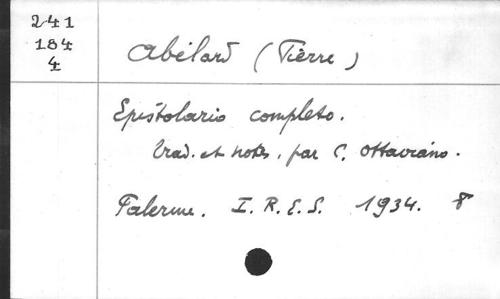 241
184
4
Abélard (Pierre)
Epistolario completo.
Trad. et notes, par C. Ottaviano.
Palerme. I.R.E.S. 1934. 8°